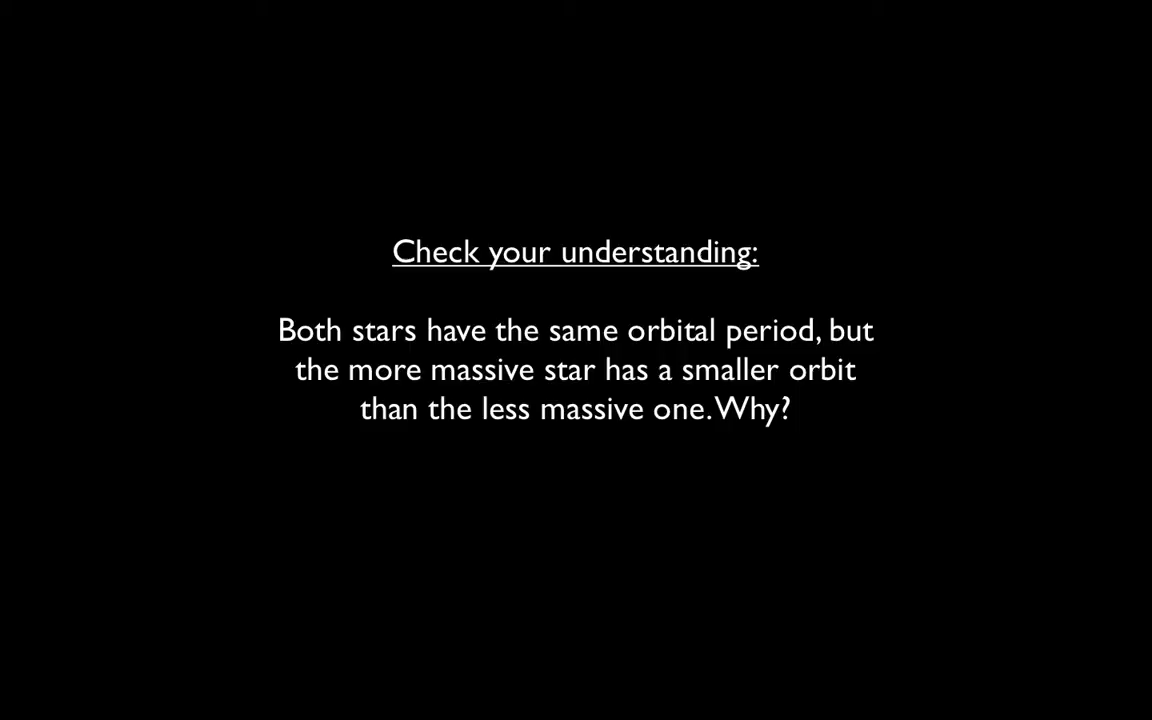 Check your understanding:
Both stars have the same orbital period, but
the more massive star has a smaller orbit
than the less massive one. Why?